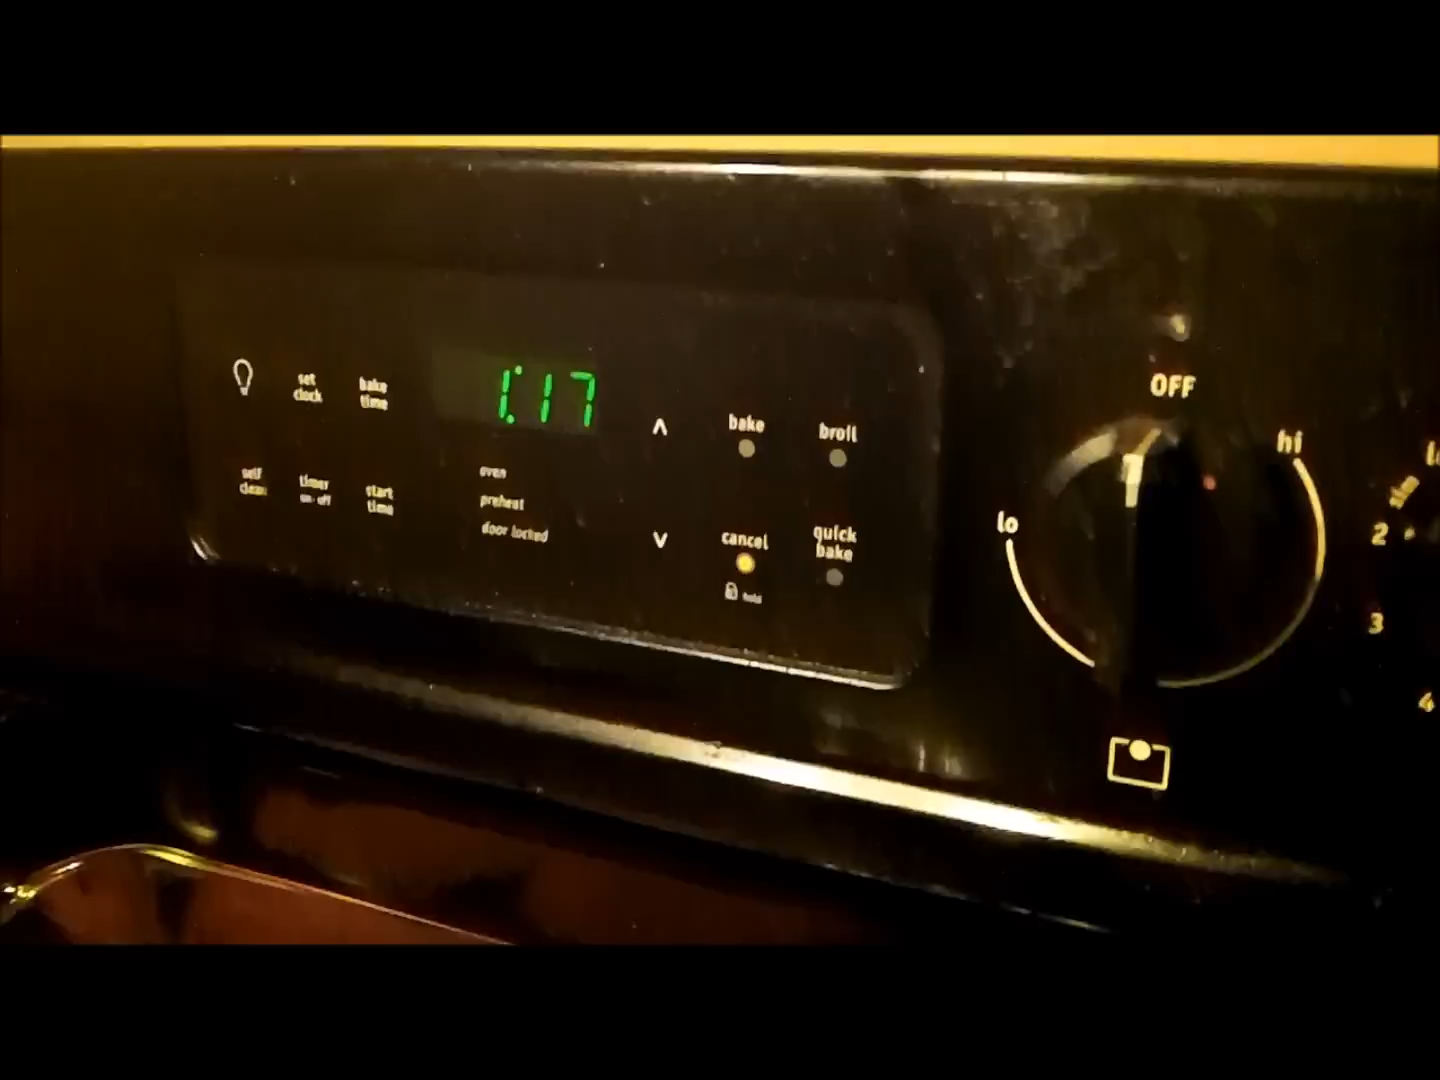 set
clock
bake
time
1:17
self
clean
timer
on-off
start
time
oven
preheat
door locked
bake
broil
cancel
hold
quick
bake
OFF
lo
hi
2
3
4